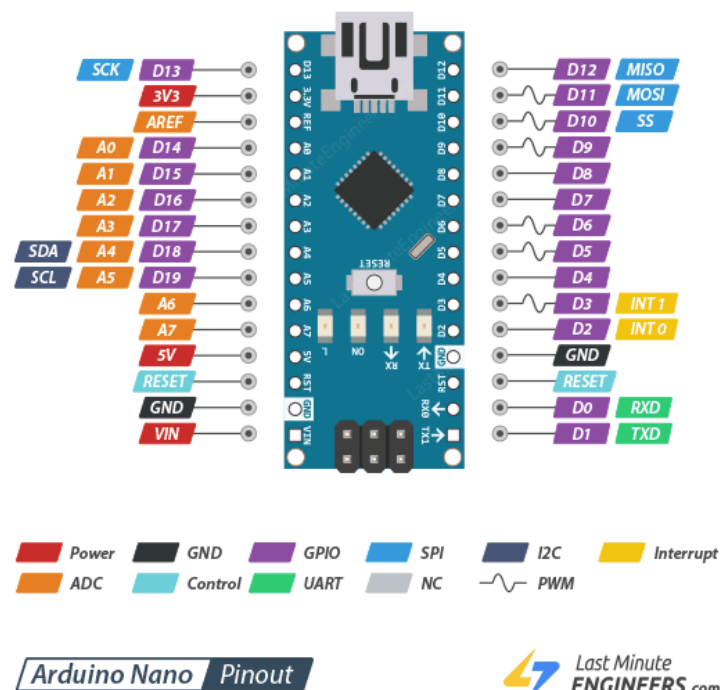 SCK D13 D13 D12 D12 MISO
3V3 3.3V D11 D11 MOSI
AREF REF D10 D10 SS
A0 D14 A0 D9 D9
A1 D15 A1 D8 D8
A2 D16 A2 D7 D7
A3 D17 A3 D6 D6
SDA A4 D18 A4 D5 D5
SCL A5 D19 A5 RESET D4 D4
A6 A6 D3 D3 INT 1
A7 A7 L ON RX TX D2 D2 INT 0
5V 5V GND GND
RESET RST RST RESET
GND GND RX0 D0 RXD
VIN VIN TX1 D1 TXD
Power GND GPIO SPI I2C Interrupt
ADC Control UART NC PWM
Arduino Nano Pinout
Last Minute
ENGINEERS.com